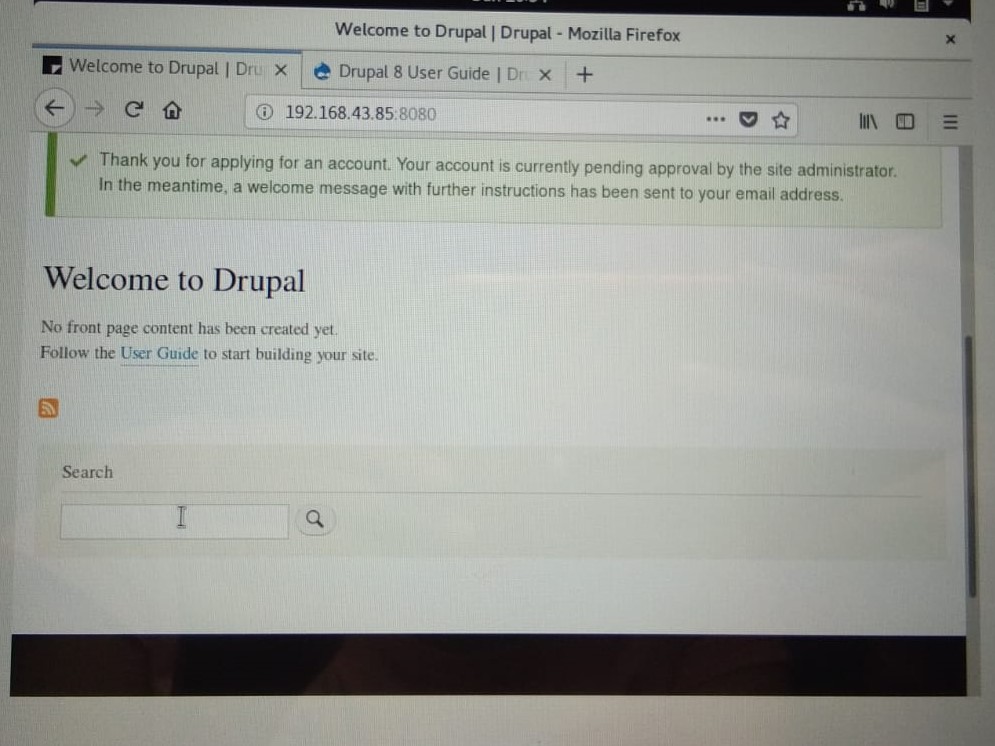 Welcome to Drupal | Drupal - Mozilla Firefox
Welcome to Drupal | Dru
Drupal 8 User Guide | Dr
192.168.43.85:8080
Thank you for applying for an account. Your account is currently pending approval by the site administrator.
In the meantime, a welcome message with further instructions has been sent to your email address.
Welcome to Drupal
No front page content has been created yet.
Follow the User Guide to start building your site.
Search